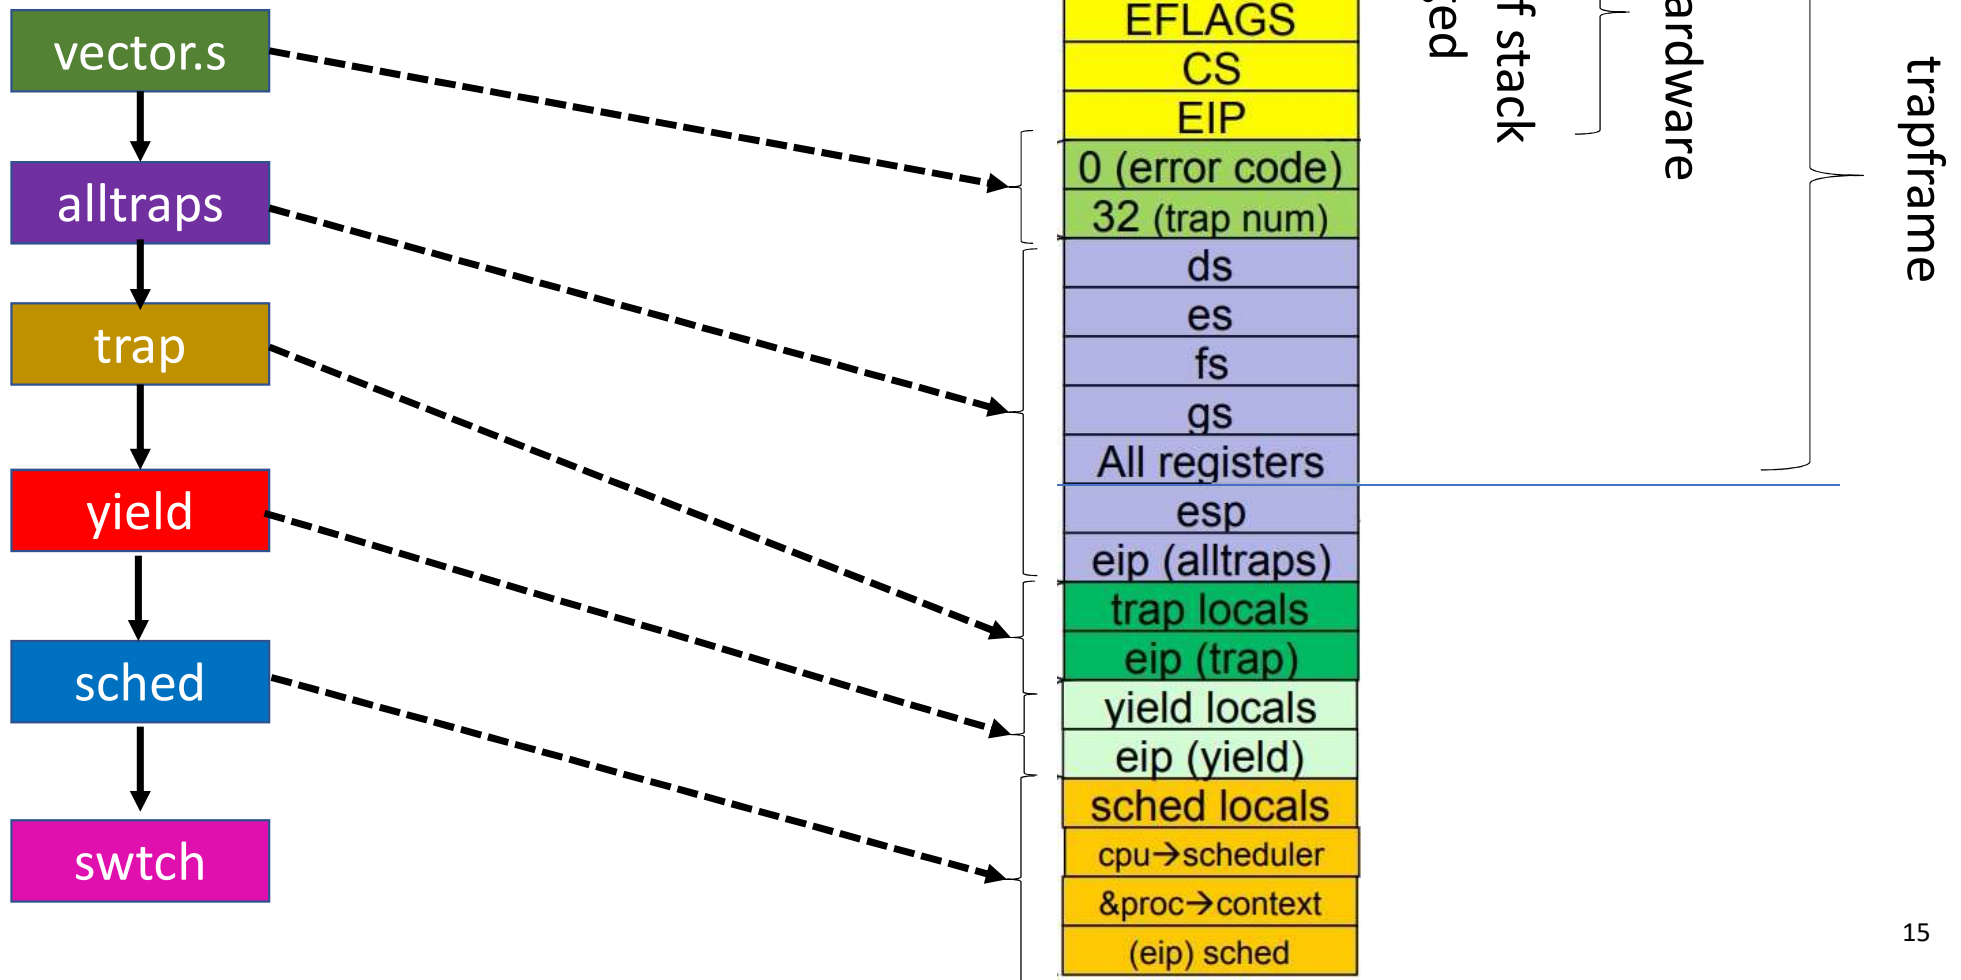 vector.s
alltraps
trap
yield
sched
swtch
EFLAGS
CS
EIP
0 (error code)
32 (trap num)
ds
es
fs
gs
All registers
esp
eip (alltraps)
trap locals
eip (trap)
yield locals
eip (yield)
sched locals
cpu→scheduler
&proc→context
(eip) sched
stack
trapframe
15